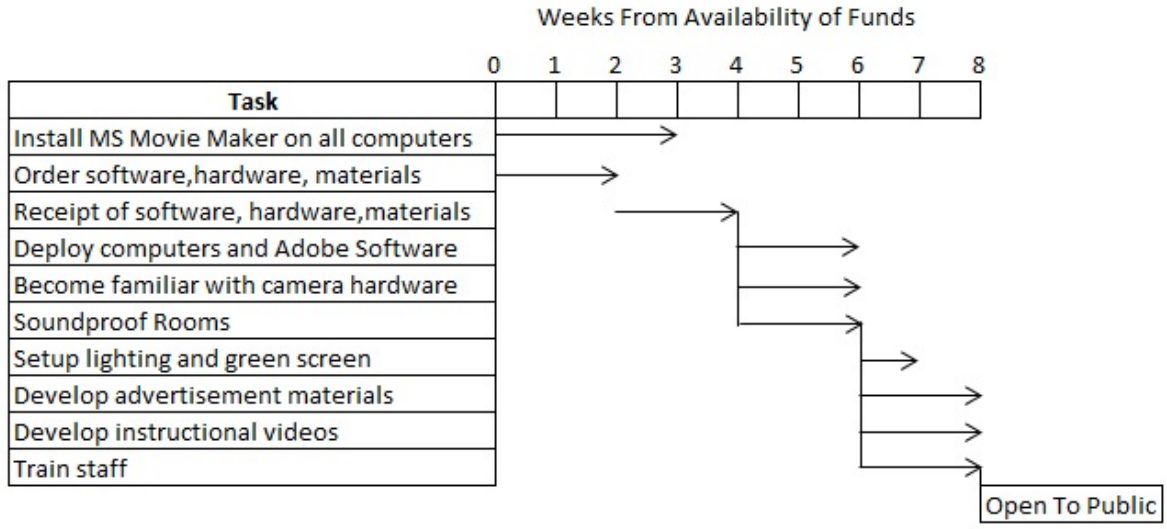 Weeks From Availability of Funds
0 1 2 3 4 5 6 7 8
Task
Install MS Movie Maker on all computers
Order software,hardware, materials
Receipt of software, hardware,materials
Deploy computers and Adobe Software
Become familiar with camera hardware
Soundproof Rooms
Setup lighting and green screen
Develop advertisement materials
Develop instructional videos
Train staff
Open To Public